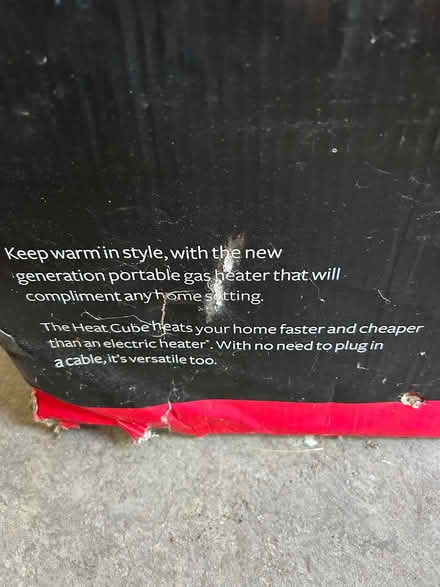 Keep warm in style, with the new
generation portable gas heater that will
compliment any home setting.
The Heat Cube heats your home faster and cheaper
than an electric heater*. With no need to plug in
a cable, it's versatile too.